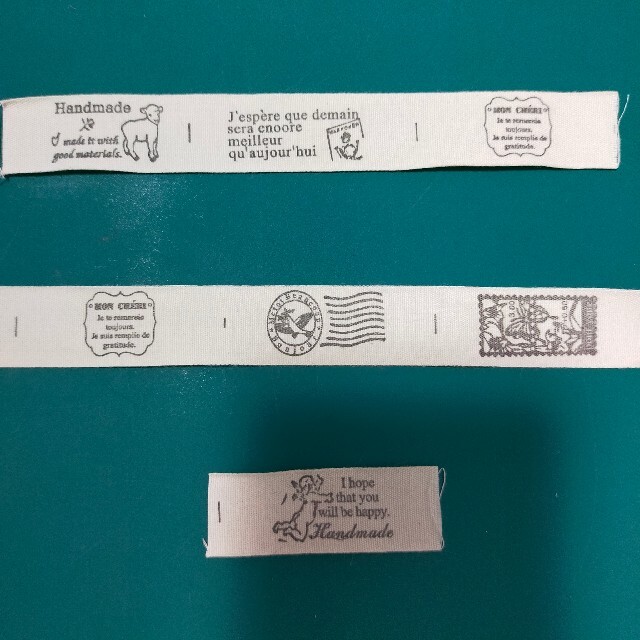 Handmade
I made it with
good materials.
J'espère que demain
sera encore
meilleur
qu'aujour'hui
MON CHÉRI
Je te remercie
toujours.
Je suis remplie de
gratitude.
MON CHÉRI
Je te remercie
toujours.
Je suis remplie de
gratitude.
I hope
that you
will be happy.
Handmade